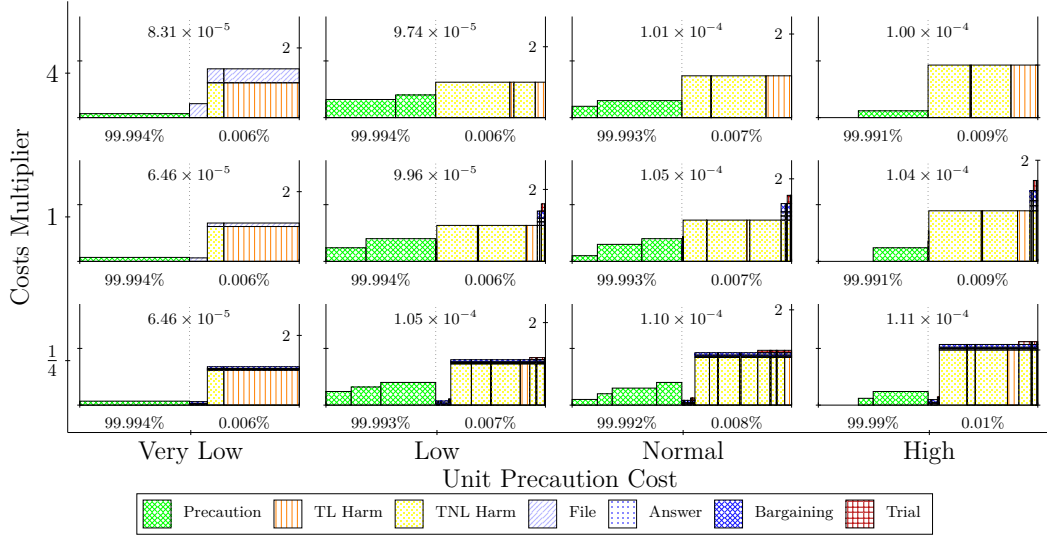 8.31 × 10⁻⁵ 2 9.74 × 10⁻⁵ 2 1.01 × 10⁻⁴ 2 1.00 × 10⁻⁴ 2
4
99.994% 0.006% 99.994% 0.006% 99.993% 0.007% 99.991% 0.009%
6.46 × 10⁻⁵ 2 9.96 × 10⁻⁵ 2 1.05 × 10⁻⁴ 2 1.04 × 10⁻⁴ 2
Costs Multiplier
1
99.994% 0.006% 99.994% 0.006% 99.993% 0.007% 99.991% 0.009%
6.46 × 10⁻⁵ 2 1.05 × 10⁻⁴ 2 1.10 × 10⁻⁴ 2 1.11 × 10⁻⁴ 2
1/4
99.994% 0.006% 99.993% 0.007% 99.992% 0.008% 99.99% 0.01%
Very Low Low Normal High
Unit Precaution Cost
Precaution TL Harm TNL Harm File Answer Bargaining Trial